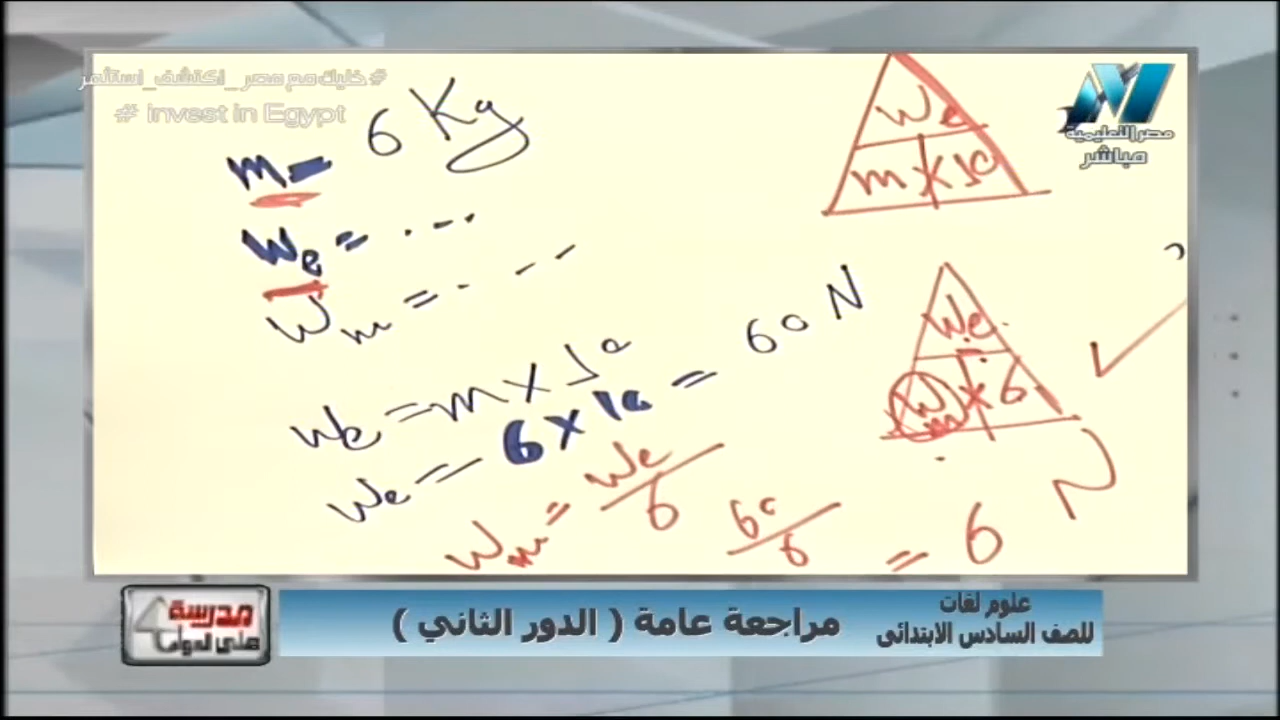 #خليك_مع_مصر_اكتشف_استثمر
# invest in Egypt
مصر التعليمية
مباشر
m = 6 Kg
We = ...
Wm = ...
We = m × 10
We = 6 × 10 = 60 N
Wm = We/6 60/6 = 6 N
We
m × 10
We
Wm × 6
مدرسة
على الهواء
مراجعة عامة ( الدور الثاني )
علوم لغات
للصف السادس الابتدائى